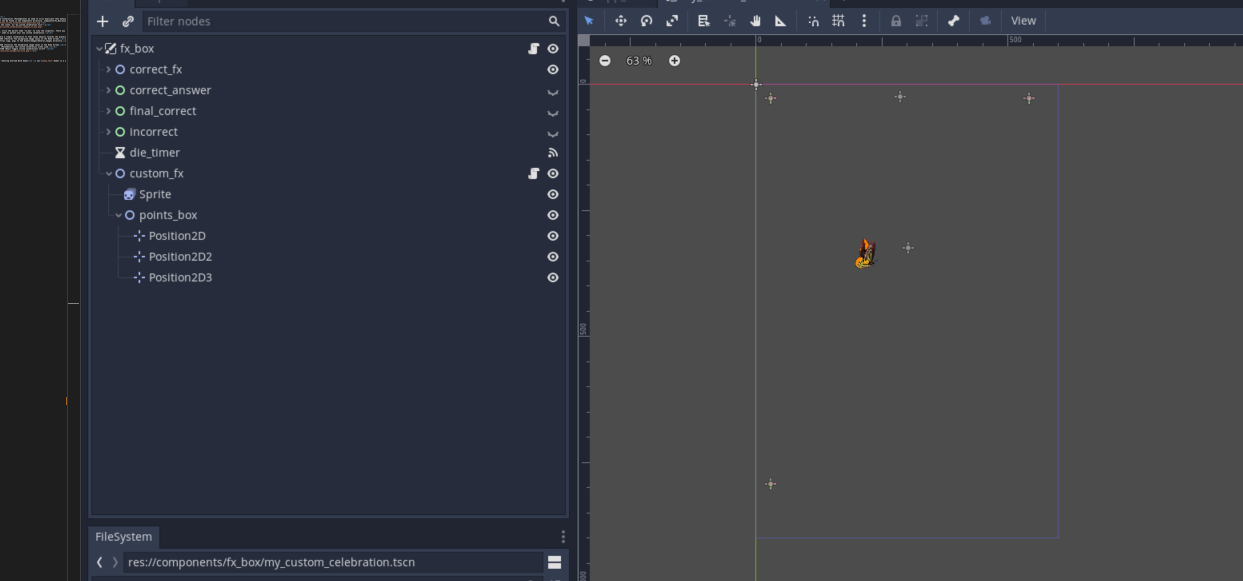 Filter nodes
fx_box
correct_fx
correct_answer
final_correct
incorrect
die_timer
custom_fx
Sprite
points_box
Position2D
Position2D2
Position2D3
FileSystem
res://components/fx_box/my_custom_celebration.tscn
View
0
500
63 %
0
500